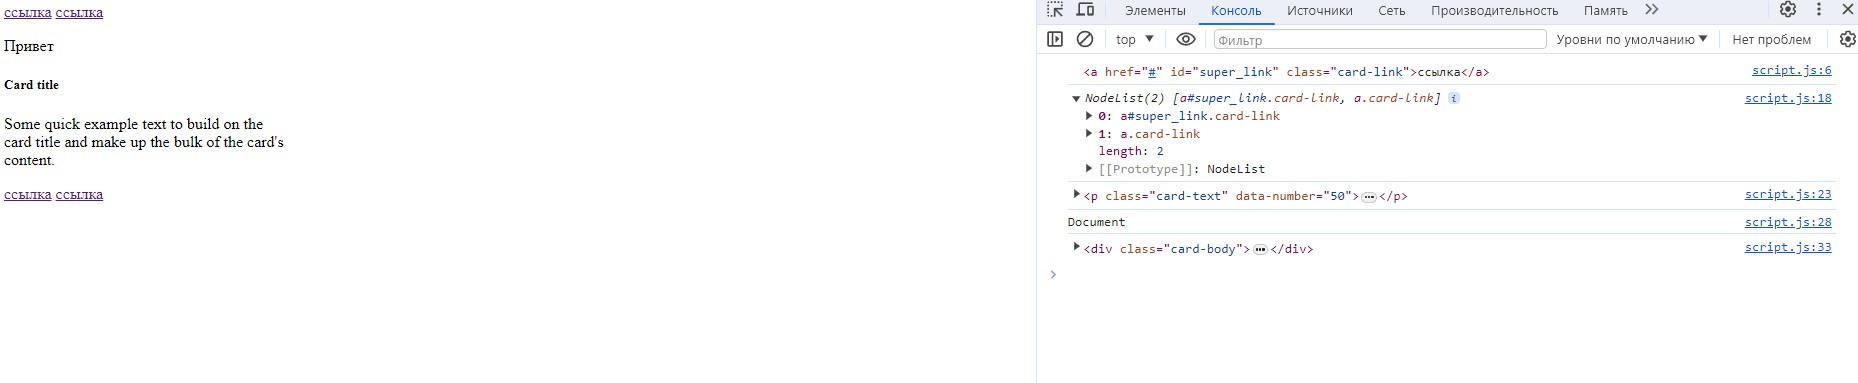 ссылка ссылка
Привет
Card title
Some quick example text to build on the
card title and make up the bulk of the card's
content.
ссылка ссылка
Элементы Консоль Источники Сеть Производительность Память
top Фильтр Уровни по умолчанию Нет проблем
<a href="#" id="super_link" class="card-link">ссылка</a> script.js:6
NodeList(2) [a#super_link.card-link, a.card-link] i script.js:18
0: a#super_link.card-link
1: a.card-link
length: 2
[[Prototype]]: NodeList
<p class="card-text" data-number="50">…</p> script.js:23
Document script.js:28
<div class="card-body">…</div> script.js:33